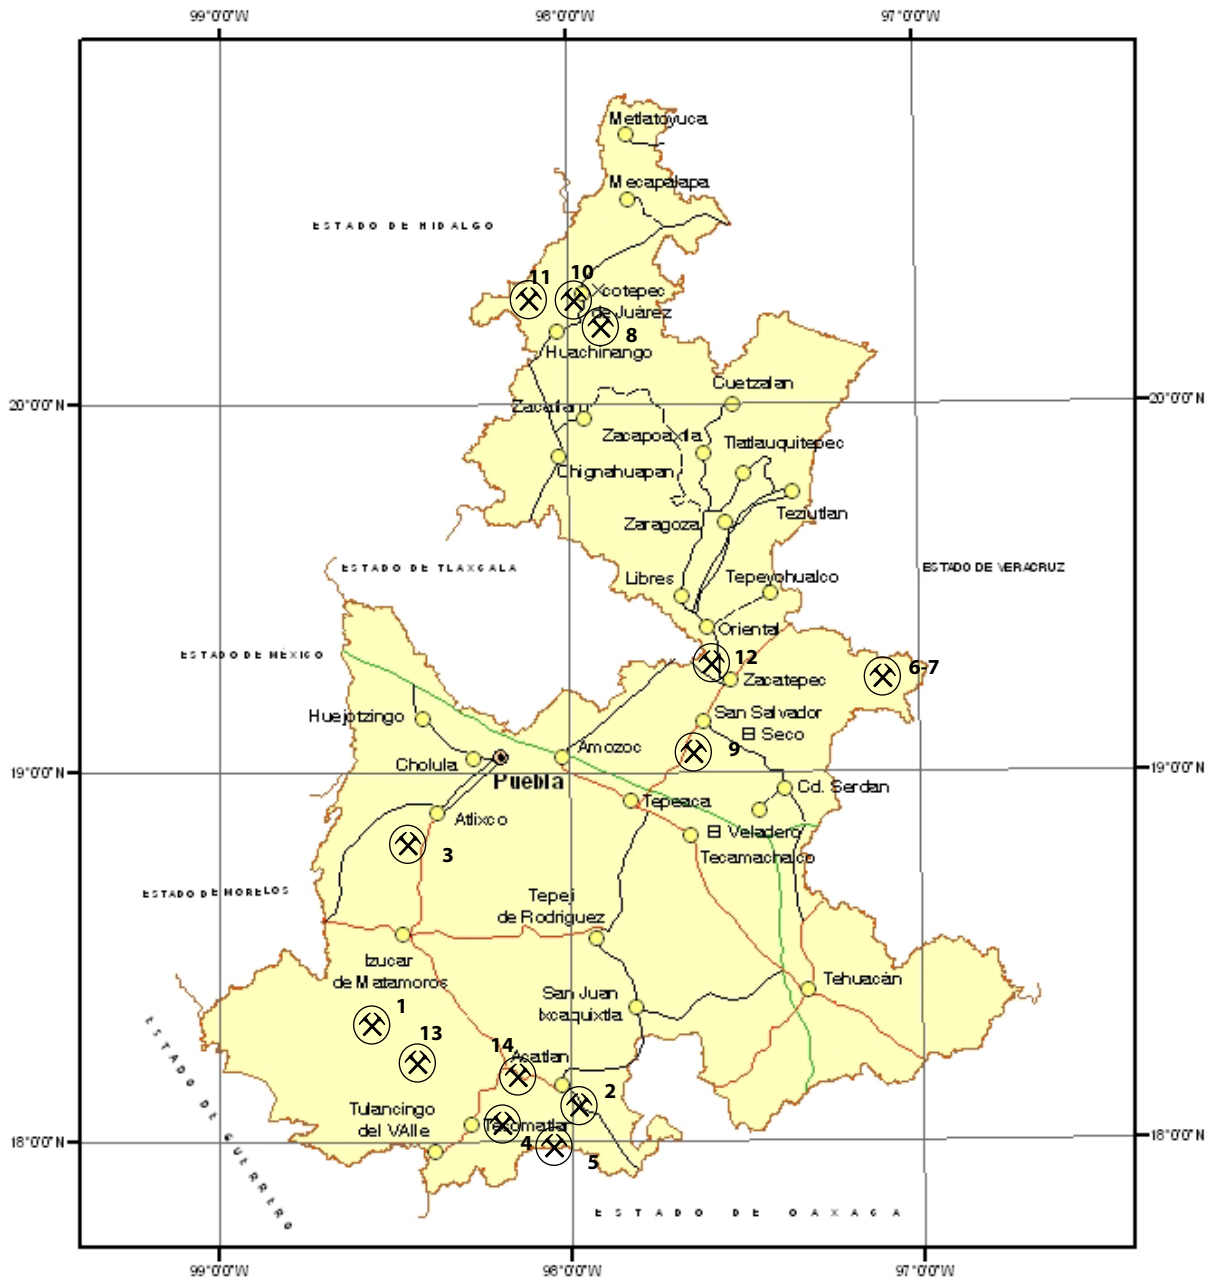 99°0'0"W 98°0'0"W 97°0'0"W
Metlatoyuca
Mecapalapa
ESTADO DE HIDALGO
11 10
Xcotepec
de Juárez
8
Huachinango
Cuetzalan
20°0'0"N
20°0'0"N
Zacatlan
Zacapoaxtla
Tlatlauquitepec
Chignahuapan
Teziutlan
Zaragoza
ESTADO DE TLAXCALA
ESTADO DE VERACRUZ
Libres
Tepeyohualco
Oriental
ESTADO DE MÉXICO
12
6-7
Zacatepec
Huejotzingo
San Salvador
El Seco
Amozoc
9
Cholula
Puebla
19°0'0"N
19°0'0"N
Cd. Serdan
Tepeaca
Atlixco
El Veladero
3
Tecamachalco
ESTADO DE MORELOS
Tepeji
de Rodriguez
Izucar
de Matamoros
Tehuacán
San Juan
Ixcaquixtla
1
13
14
Acatlan
2
ESTADO DE GUERRERO
Tulancingo
del VAlle
Tecomatlan
18°0'0"N
18°0'0"N
4
5
ESTADO DE OAXACA
99°0'0"W 98°0'0"W 97°0'0"W